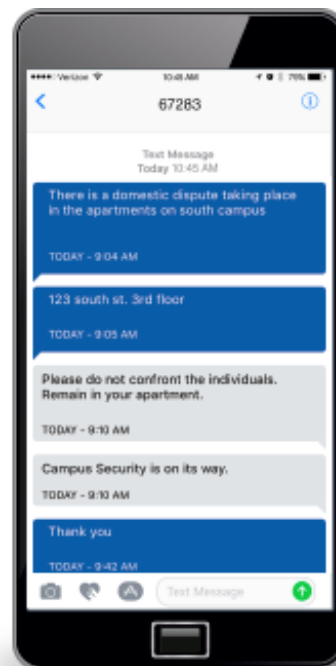 Verizon 10:45 AM 76%
67283
Text Message
Today 10:45 AM
There is a domestic dispute taking place
in the apartments on south campus
TODAY - 9:04 AM
123 south st. 3rd floor
TODAY - 9:05 AM
Please do not confront the individuals.
Remain in your apartment.
TODAY - 9:10 AM
Campus Security is on its way.
TODAY - 9:10 AM
Thank you
TODAY - 9:42 AM
Text Message